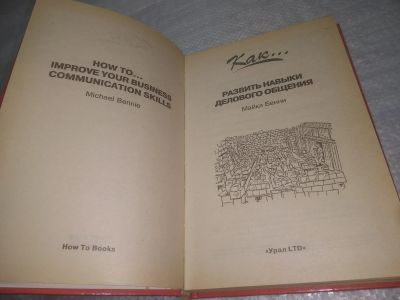 HOW TO...
IMPROVE YOUR BUSINESS
COMMUNICATION SKILLS
Michael Bennie
How To Books
Как...
РАЗВИТЬ НАВЫКИ
ДЕЛОВОГО ОБЩЕНИЯ
Майкл Бенни
«Урал LTD»